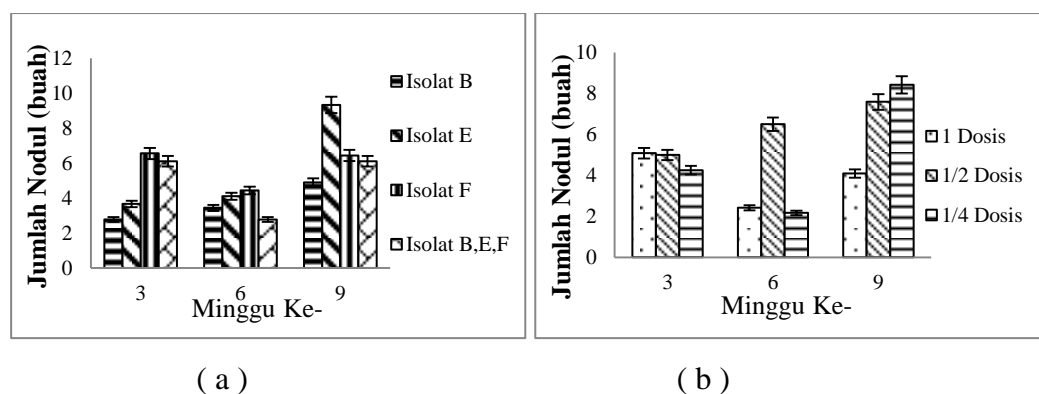 Jumlah Nodul (buah)
12
10
8
6
4
2
0
3
6
9
Minggu Ke-
Isolat B
Isolat E
Isolat F
Isolat B,E,F
( a )
Jumlah Nodul (buah)
10
8
6
4
2
0
3
6
9
Minggu Ke-
1 Dosis
1/2 Dosis
1/4 Dosis
( b )